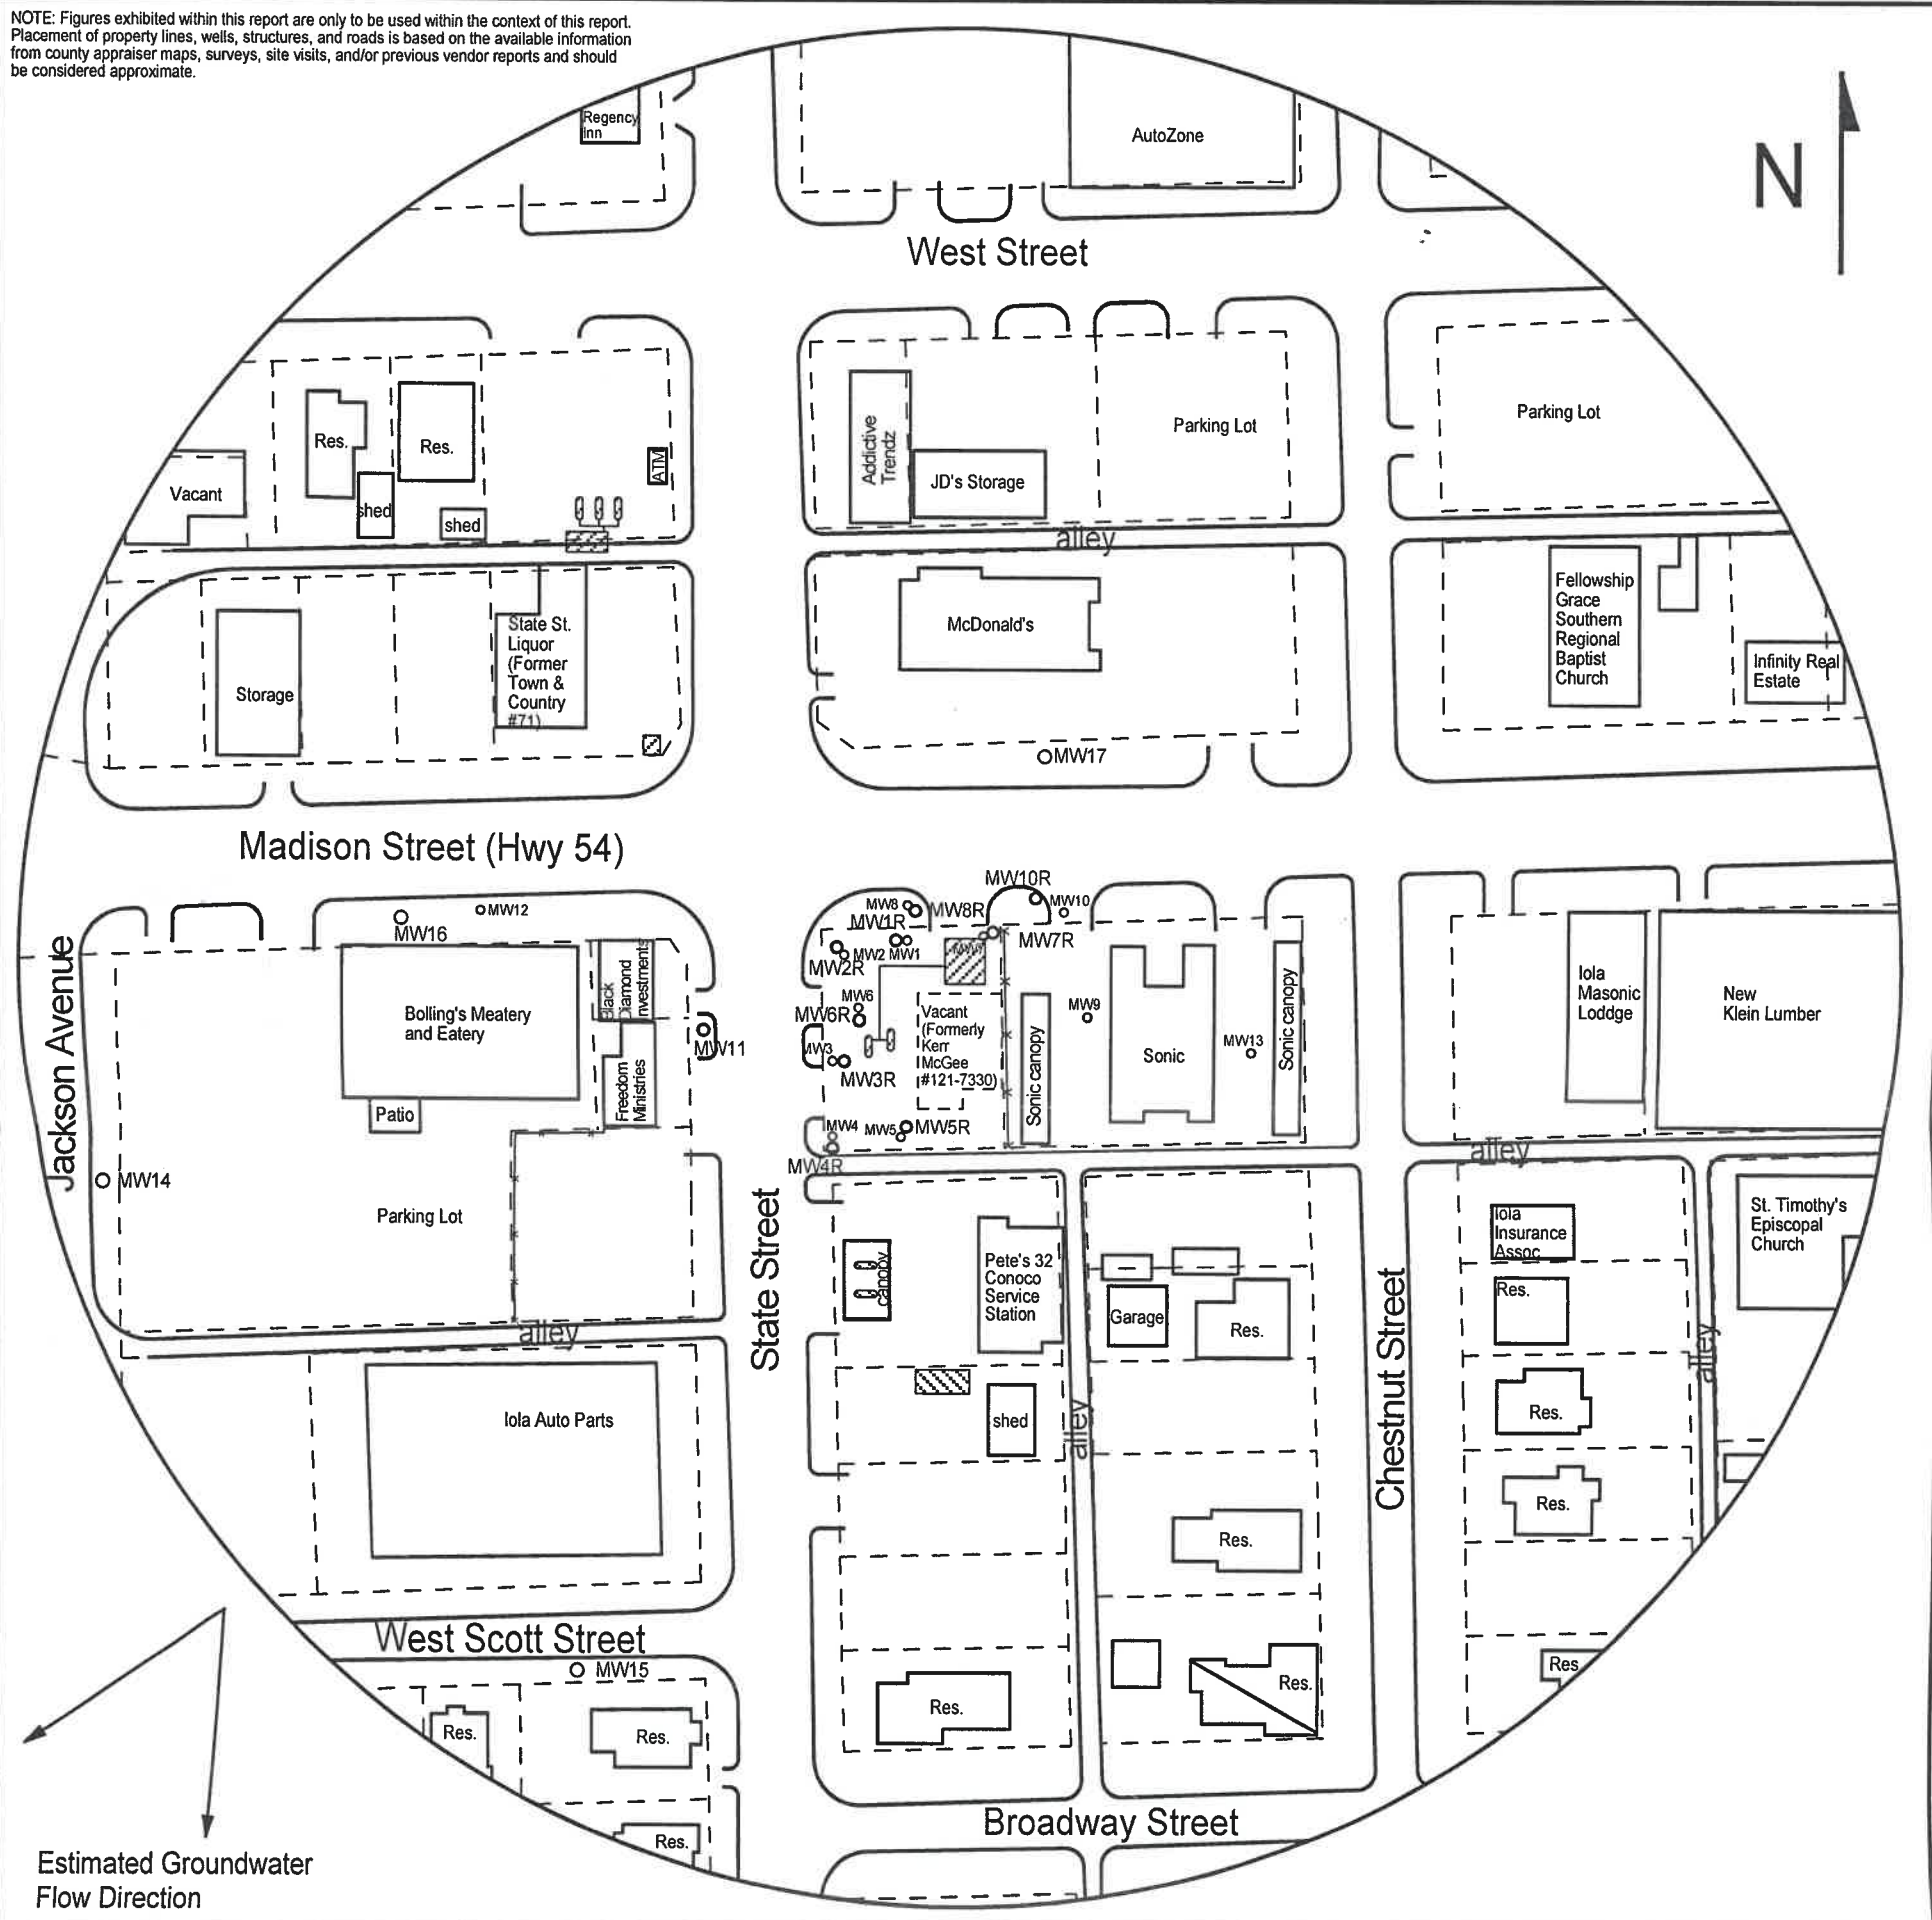 NOTE: Figures exhibited within this report are only to be used within the context of this report.
Placement of property lines, wells, structures, and roads is based on the available information
from county appraiser maps, surveys, site visits, and/or previous vendor reports and should
be considered approximate.
Regency
Inn
AutoZone
N
West Street
Res.
Res.
shed
shed
Vacant
ATM
Addictive
Trendz
JD's Storage
Parking Lot
Parking Lot
alley
Storage
State St.
Liquor
(Former
Town &
Country
#71)
McDonald's
MW17
Fellowship
Grace
Southern
Regional
Baptist
Church
Infinity Real
Estate
Madison Street (Hwy 54)
Jackson Avenue
MW16
MW12
Bolling's Meatery
and Eatery
Black
Diamond
Investments
Freedom
Ministries
Patio
MW11
MW14
Parking Lot
alley
MW10R
MW10
MW8
MW8R
MW1R
MW7R
MW2
MW1
MW2R
MW6
MW6R
MW3
MW3R
MW4
MW5
MW5R
MW4R
Vacant
(Formerly
Kerr
McGee
#121-7330)
Sonic canopy
MW9
Sonic
MW13
Sonic canopy
Iola
Masonic
Loddge
New
Klein Lumber
alley
State Street
canopy
Pete's 32
Conoco
Service
Station
shed
alley
Garage
Res.
Res.
Res.
Res.
Chestnut Street
Iola
Insurance
Assoc
Res.
Res.
Res.
Res
alley
St. Timothy's
Episcopal
Church
Iola Auto Parts
West Scott Street
MW15
Res.
Res.
Res.
Broadway Street
Estimated Groundwater
Flow Direction